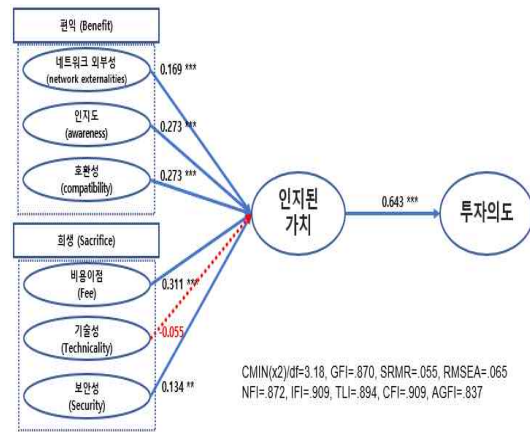 편익 (Benefit)
네트워크 외부성
(network externalities)
0.169 ***
인지도
(awareness)
0.273 ***
호환성
(compatibility)
0.273 ***
인지된
가치
0.643 ***
투자의도
희생 (Sacrifice)
비용이점
(Fee)
0.311 ***
기술성
(Technicality)
-0.055
보안성
(Security)
0.134 **
CMIN(x2)/df=3.18, GFI=.870, SRMR=.055, RMSEA=.065
NFI=.872, IFI=.909, TLI=.894, CFI=.909, AGFI=.837